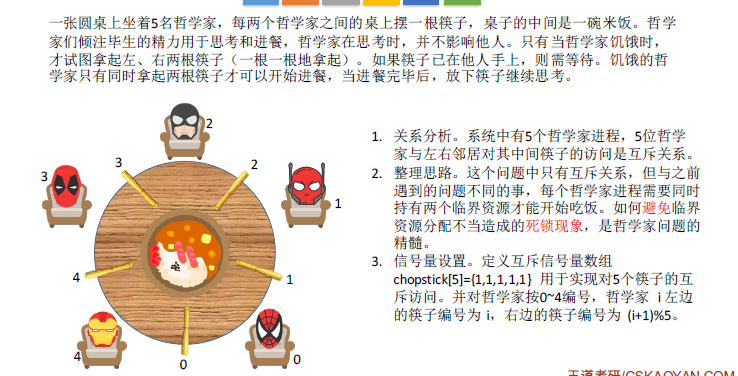 一张圆桌上坐着5名哲学家，每两个哲学家之间的桌上摆一根筷子，桌子的中间是一碗米饭。哲学
家们倾注毕生的精力用于思考和进餐，哲学家在思考时，并不影响他人。只有当哲学家饥饿时，
才试图拿起左、右两根筷子（一根一根地拿起）。如果筷子已在他人手上，则需等待。饥饿的哲
学家只有同时拿起两根筷子才可以开始进餐，当进餐完毕后，放下筷子继续思考。
2
3
2
3
1
4
1
4
0
0
1. 关系分析。系统中有5个哲学家进程，5位哲学
家与左右邻居对其中间筷子的访问是互斥关系。
2. 整理思路。这个问题中只有互斥关系，但与之前
遇到的问题不同的事，每个哲学家进程需要同时
持有两个临界资源才能开始吃饭。如何避免临界
资源分配不当造成的死锁现象，是哲学家问题的
精髓。
3. 信号量设置。定义互斥信号量数组
chopstick[5]={1,1,1,1,1} 用于实现对5个筷子的互
斥访问。并对哲学家按0~4编号，哲学家 i 左边
的筷子编号为 i，右边的筷子编号为 (i+1)%5。
王道考研/CSKAOYAN.COM